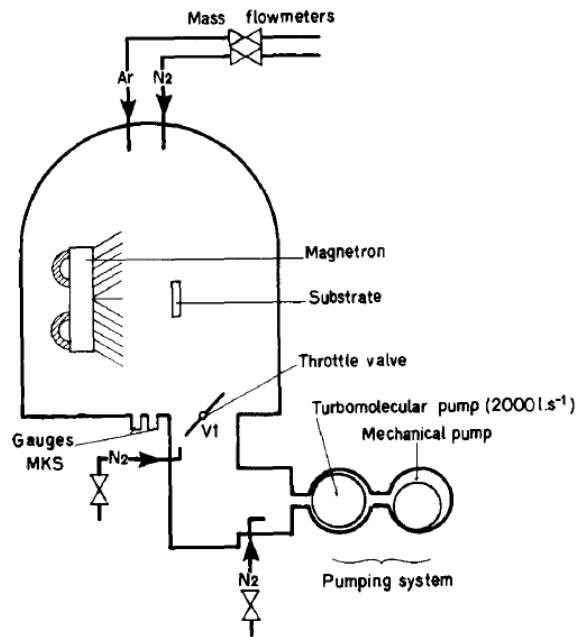 Mass flowmeters
Ar N2
Magnetron
Substrate
Throttle valve
V1
Turbomolecular pump (2000 l.s⁻¹)
Mechanical pump
Gauges
MKS
N2
N2
Pumping system